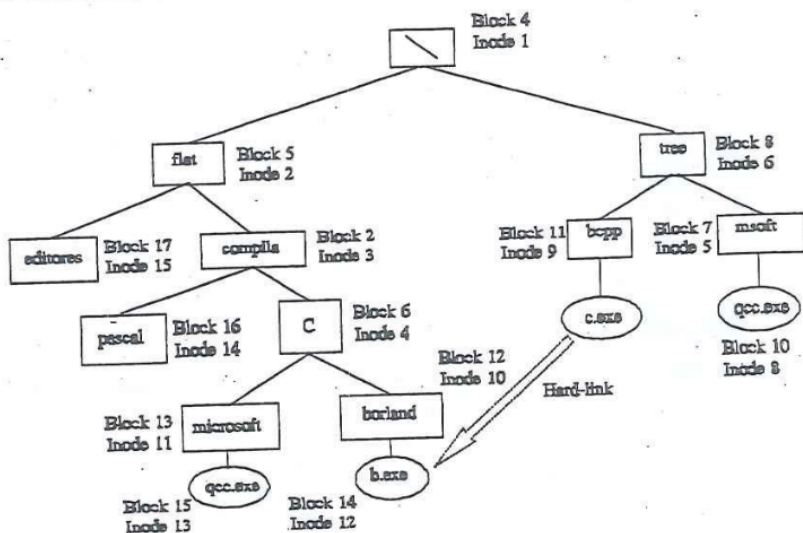 Block 4
Inode 1
flat
Block 5
Inode 2
tree
Block 8
Inode 6
editores
Block 17
Inode 15
compila
Block 2
Inode 3
Block 11
Inode 9
bcpp
Block 7
Inode 5
msoft
pascal
Block 16
Inode 14
C
Block 6
Inode 4
c.exe
qcc.exe
Block 10
Inode 8
Block 12
Inode 10
Hard-link
Block 13
Inode 11
microsoft
borland
qcc.exe
b.exe
Block 15
Inode 13
Block 14
Inode 12